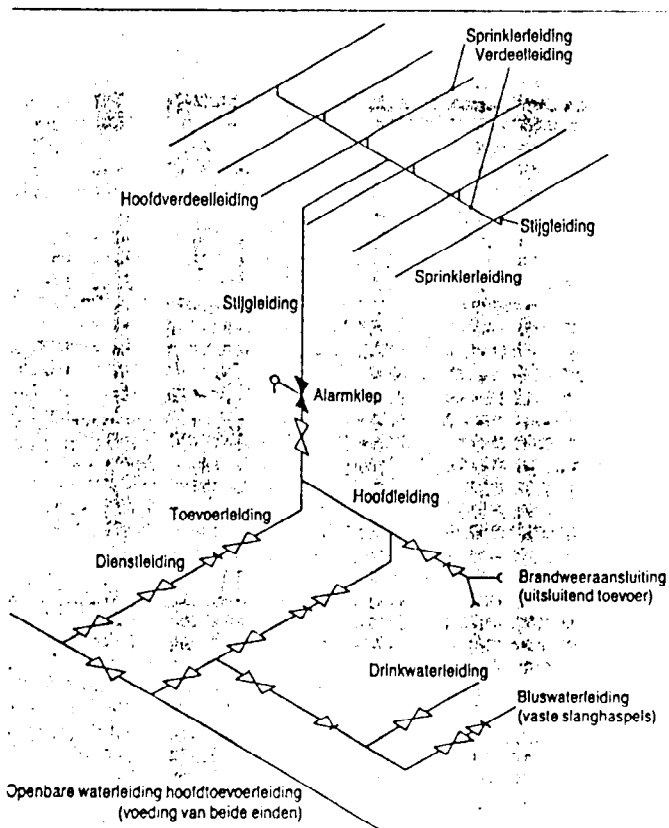 Sprinklerleiding
Verdeelleiding
Hoofdverdeelleiding
Stijgleiding
Sprinklerleiding
Stijgleiding
Alarmklep
Hoofdleiding
Toevoerleiding
Dienstleiding
Brandweeraansluiting
(uitsluitend toevoer)
Drinkwaterleiding
Bluswaterleiding
(vaste slanghaspels)
Openbare waterleiding hoofdtoevoerleiding
(voeding van beide einden)